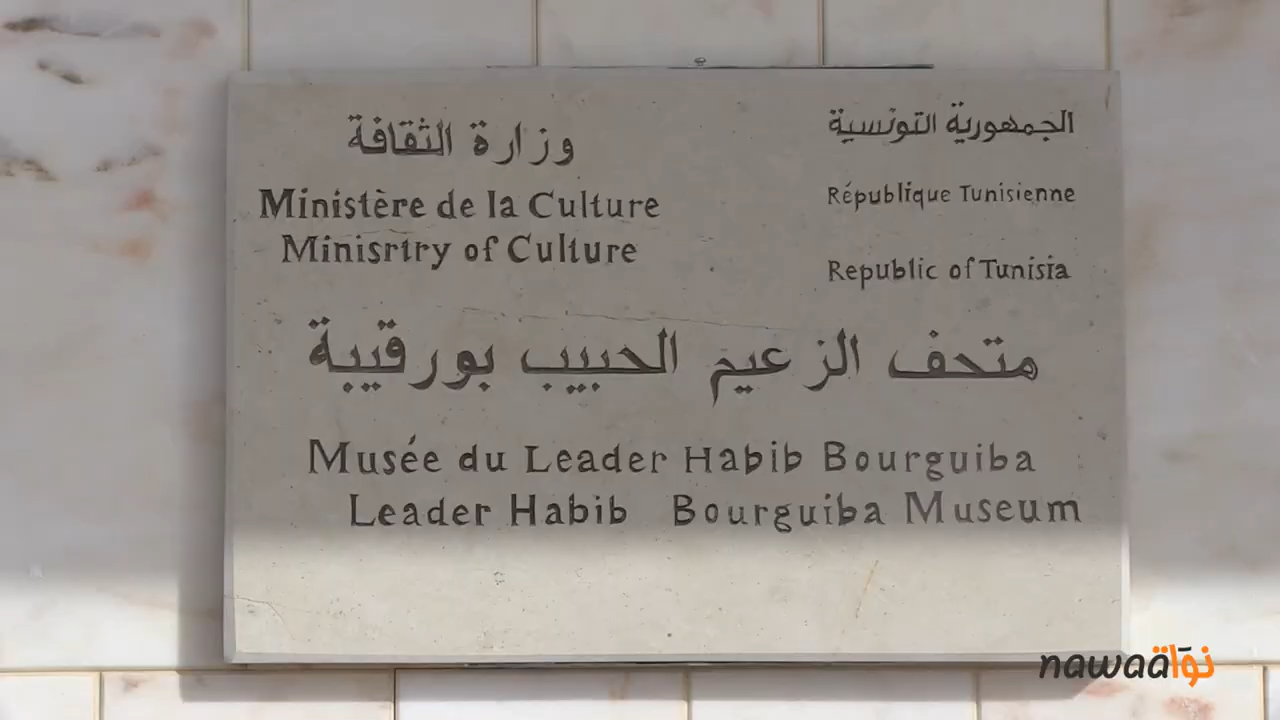 الجمهورية التونسية
République Tunisienne
Republic of Tunisia
وزارة الثقافة
Ministère de la Culture
Minisrtry of Culture
متحف الزعيم الحبيب بورقيبة
Musée du Leader Habib Bourguiba
Leader Habib Bourguiba Museum
nawaa نواة